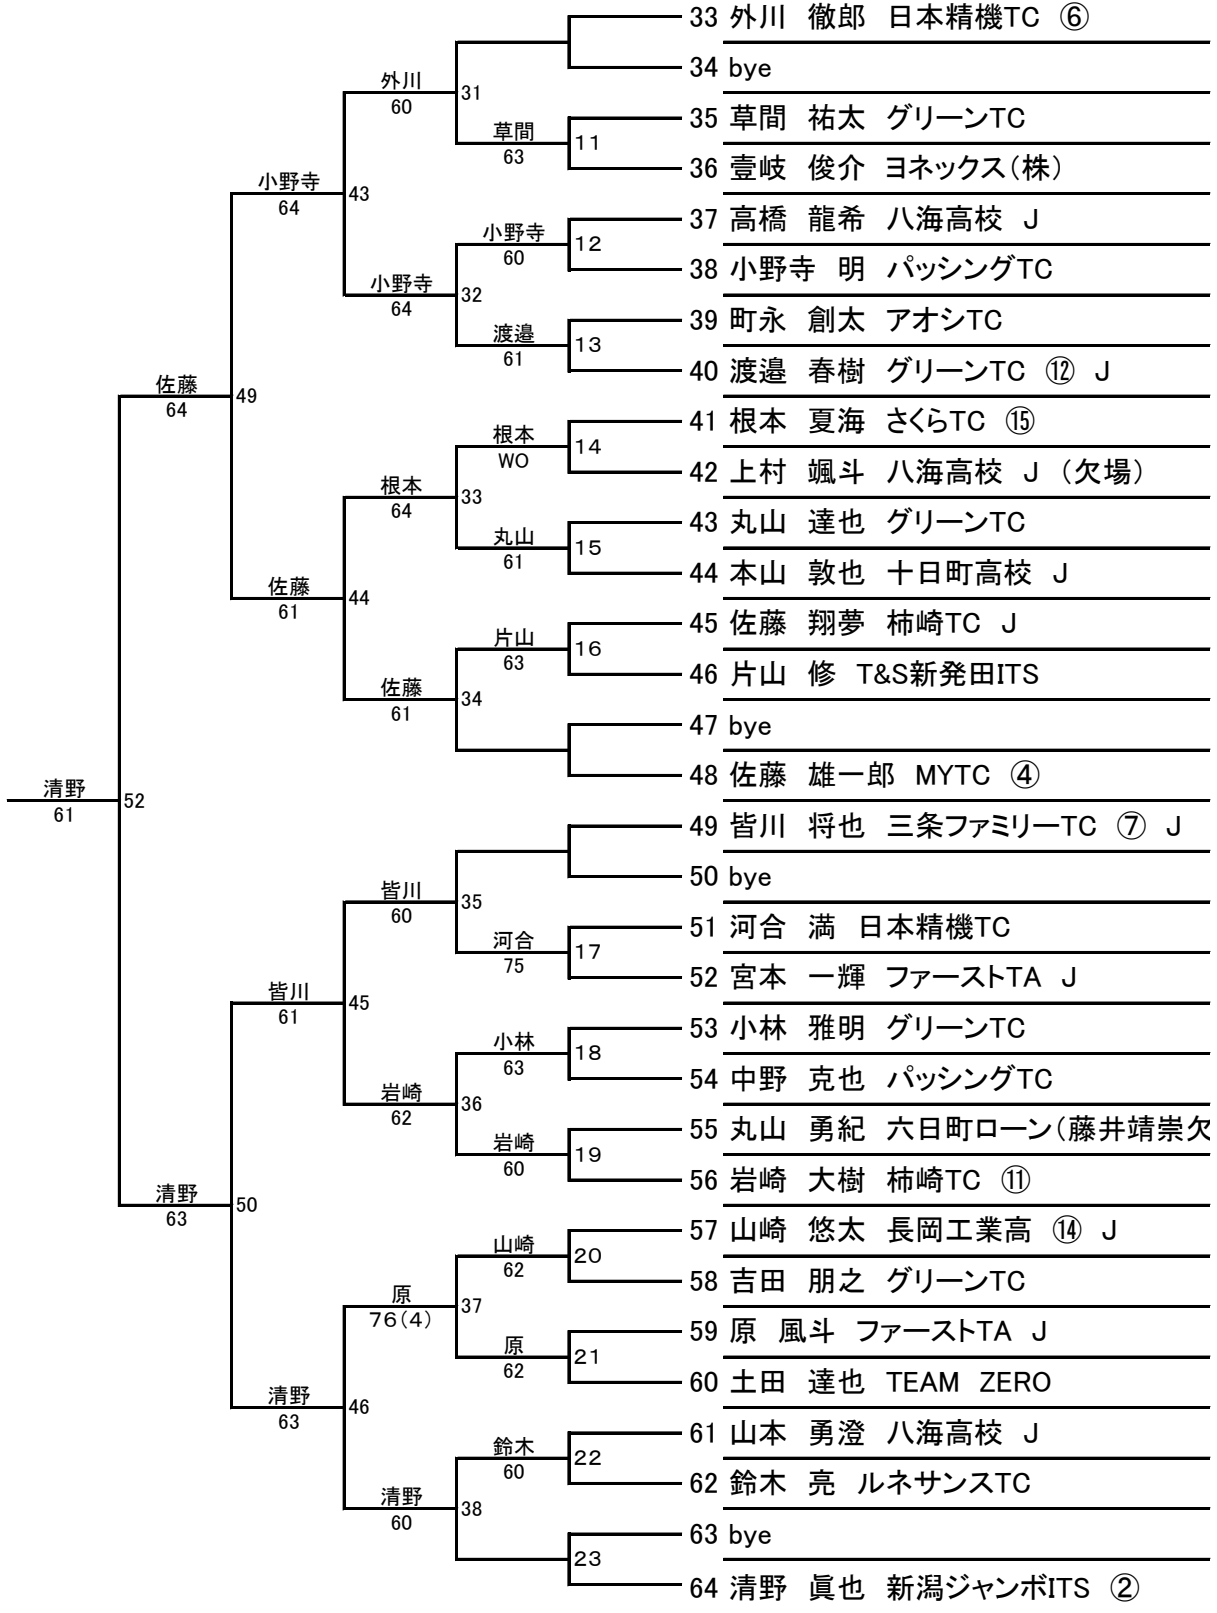 33 外川 徹郎 日本精機TC ⑥
34 bye
外川
60
31
35 草間 祐太 グリーンTC
草間
63
11
36 壹岐 俊介 ヨネックス(株)
小野寺
64
43
37 高橋 龍希 八海高校 J
小野寺
60
12
38 小野寺 明 パッシングTC
小野寺
64
32
39 町永 創太 アオシTC
渡邉
61
13
40 渡邉 春樹 グリーンTC ⑫ J
佐藤
64
49
41 根本 夏海 さくらTC ⑮
根本
WO
14
42 上村 颯斗 八海高校 J (欠場)
根本
64
33
43 丸山 達也 グリーンTC
丸山
61
15
44 本山 敦也 十日町高校 J
佐藤
61
44
45 佐藤 翔夢 柿崎TC J
片山
63
16
46 片山 修 T&S新発田ITS
佐藤
61
34
47 bye
48 佐藤 雄一郎 MYTC ④
清野
61
52
49 皆川 将也 三条ファミリーTC ⑦ J
50 bye
皆川
60
35
51 河合 満 日本精機TC
河合
75
17
52 宮本 一輝 ファーストTA J
皆川
61
45
53 小林 雅明 グリーンTC
小林
63
18
54 中野 克也 パッシングTC
岩崎
62
36
55 丸山 勇紀 六日町ローン(藤井靖崇欠
岩崎
60
19
56 岩崎 大樹 柿崎TC ⑪
清野
63
50
57 山崎 悠太 長岡工業高 ⑭ J
山崎
62
20
58 吉田 朋之 グリーンTC
原
76(4)
37
59 原 風斗 ファーストTA J
原
62
21
60 土田 達也 TEAM ZERO
清野
63
46
61 山本 勇澄 八海高校 J
鈴木
60
22
62 鈴木 亮 ルネサンスTC
清野
60
38
63 bye
23
64 清野 眞也 新潟ジャンボITS ②